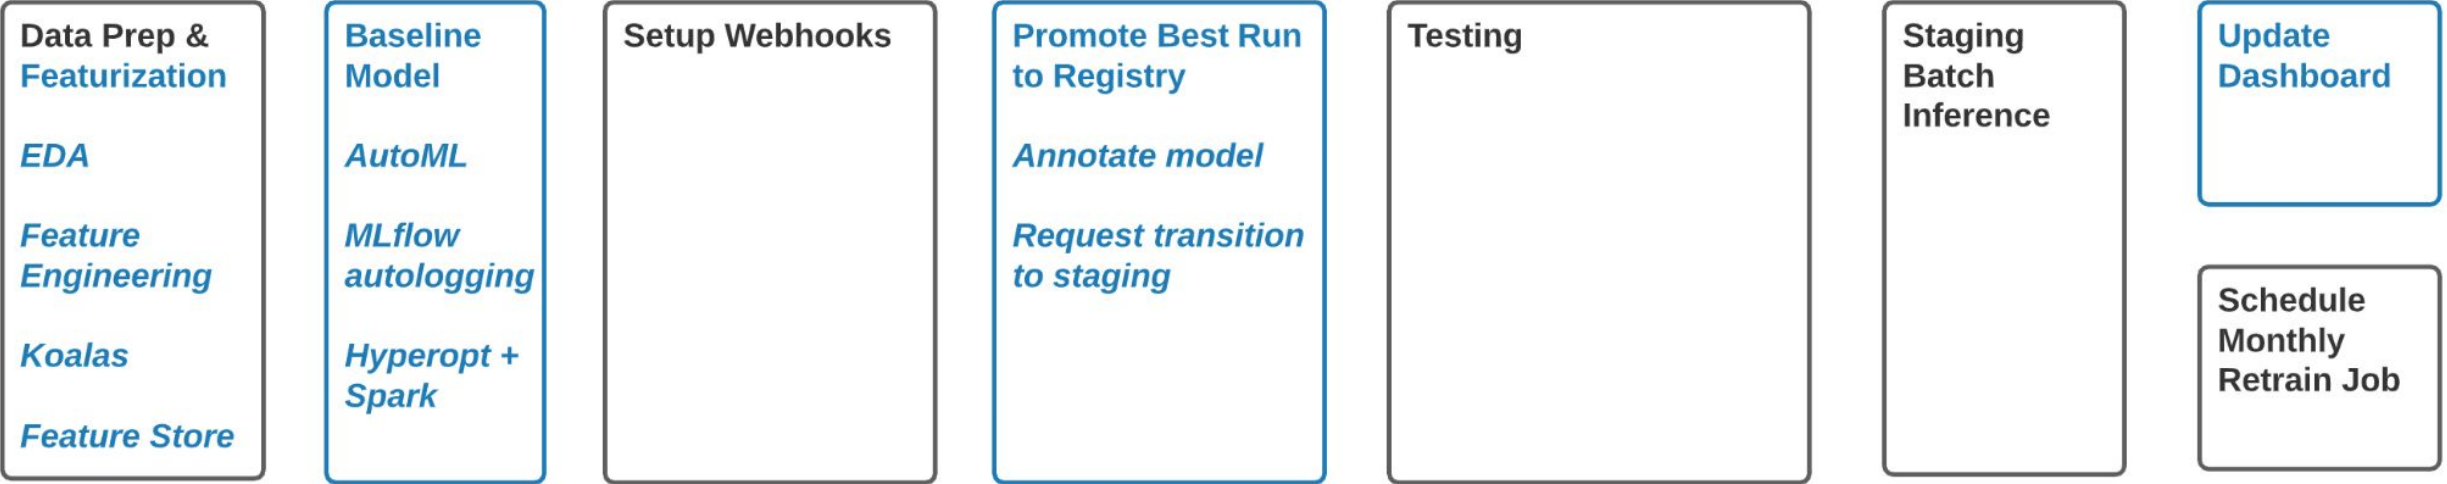 Data Prep &
Featurization
EDA
Feature
Engineering
Koalas
Feature Store
Baseline
Model
AutoML
MLflow
autologging
Hyperopt +
Spark
Setup Webhooks
Promote Best Run
to Registry
Annotate model
Request transition
to staging
Testing
Staging
Batch
Inference
Update
Dashboard
Schedule
Monthly
Retrain Job